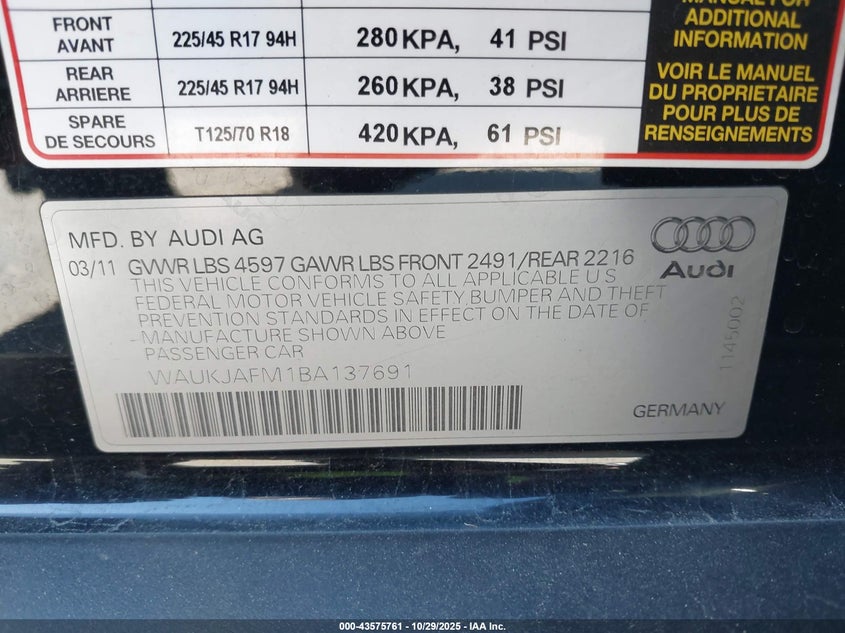 MANUAL FOR
ADDITIONAL
INFORMATION
FRONT
AVANT
225/45 R17 94H
280 KPA, 41 PSI
REAR
ARRIERE
225/45 R17 94H
260 KPA, 38 PSI
VOIR LE MANUEL
DU PROPRIETAIRE
POUR PLUS DE
RENSEIGNEMENTS
SPARE
DE SECOURS
T125/70 R18
420 KPA, 61 PSI
MFD. BY AUDI AG
03/11 GVWR LBS 4597 GAWR LBS FRONT 2491/REAR 2216
THIS VEHICLE CONFORMS TO ALL APPLICABLE U S
FEDERAL MOTOR VEHICLE SAFETY, BUMPER AND THEFT
PREVENTION STANDARDS IN EFFECT ON THE DATE OF
MANUFACTURE SHOWN ABOVE
PASSENGER CAR
WAUKJAFM1BA137691
Audi
1145002
GERMANY
000-43575761 | 10/29/2025 - IAA Inc.